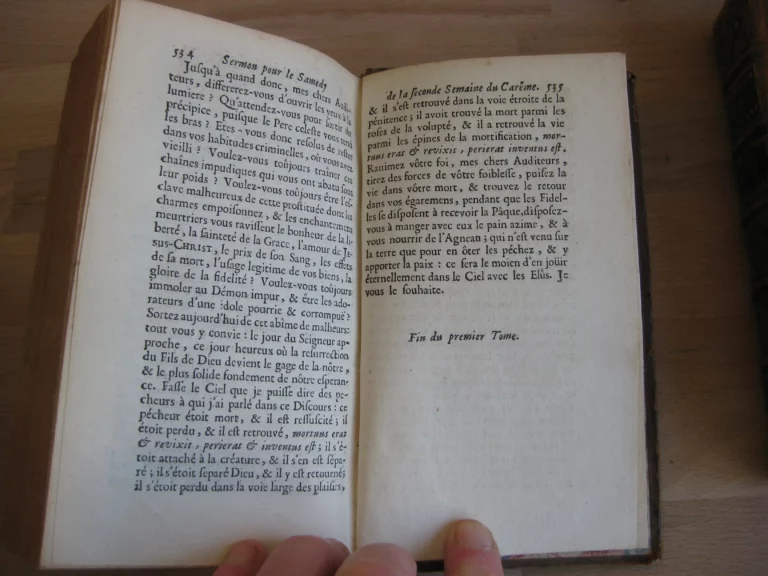 534 Sermon pour le Samedy
Juſqu'à quand donc, mes chers Audi-
teurs, differerez-vous d'ouvrir les yeux à la
lumiere ? Qu'attendez-vous pour ſortir du
précipice, puiſque le Pere celeſte vous tend
les bras ? Etes-vous donc reſolus de reſter
dans vos habitudes criminelles, où vous avez
vieilli ? Voulez-vous toûjours traîner ces
chaînes impudiques qui vous ont abatu ſous
leur poids ? Voulez-vous toûjours être l'eſ-
clave malheureux de cette proſtituée dont les
charmes empoiſonnez, & les enchantemens
meurtriers vous raviſſent le bonheur de la li-
berté, la ſainteté de la Grace, l'amour de Je-
sus-CHRIST, le prix de ſon Sang, les effets
de ſa mort, l'uſage legitime de vos biens, la
gloire de la fidelité ? Voulez-vous toûjours
immoler au Démon impur, & être les ado-
rateurs d'une idole pourrie & corrompuë ?
Sortez aujourd'hui de cet abîme de malheurs:
tout vous y convie : le jour du Seigneur ap-
proche, ce jour heureux où la reſurrection
du Fils de Dieu devient le gage de la nôtre,
& le plus ſolide fondement de nôtre eſperan-
ce. Faſſe le Ciel que je puiſſe dire des pe-
cheurs à qui j'ai parlé dans ce Diſcours : ce
pécheur étoit mort, & il eſt reſſuſcité ; il
étoit perdu, & il eſt retrouvé, mortuus erat
& revixit, perierat & inventus eſt ; il s'é-
toit attaché à la créature, & il s'en eſt ſépa-
ré ; il s'étoit ſeparé Dieu, & il y eſt retourné;
il s'étoit perdu dans la voie large des plaiſirs,
de la ſeconde Semaine du Carême. 535
& il s'eſt retrouvé dans la voie étroite de la
pénitence ; il avoit trouvé la mort parmi les
roſes de la volupté, & il a retrouvé la vie
parmi les épines de la mortification, mor-
tuus erat & revixit, perierat inventus eſt.
Ranimez vôtre foi, mes chers Auditeurs,
tirez des forces de vôtre foibleſſe, puiſez la
vie dans vôtre mort, & trouvez le retour
dans vos égaremens, pendant que les Fidel-
les ſe diſpoſent à recevoir la Pâque,diſpoſez-
vous à manger avec eux le pain azime, & à
vous nourrir de l'Agnean ; qui n'eſt venu ſur
la terre que pour en ôter les péchez, & y
apporter la paix : ce ſera le moien d'en joüir
éternellement dans le Ciel avec les Elûs. Je
vous le ſouhaite.
Fin du premier Tome.